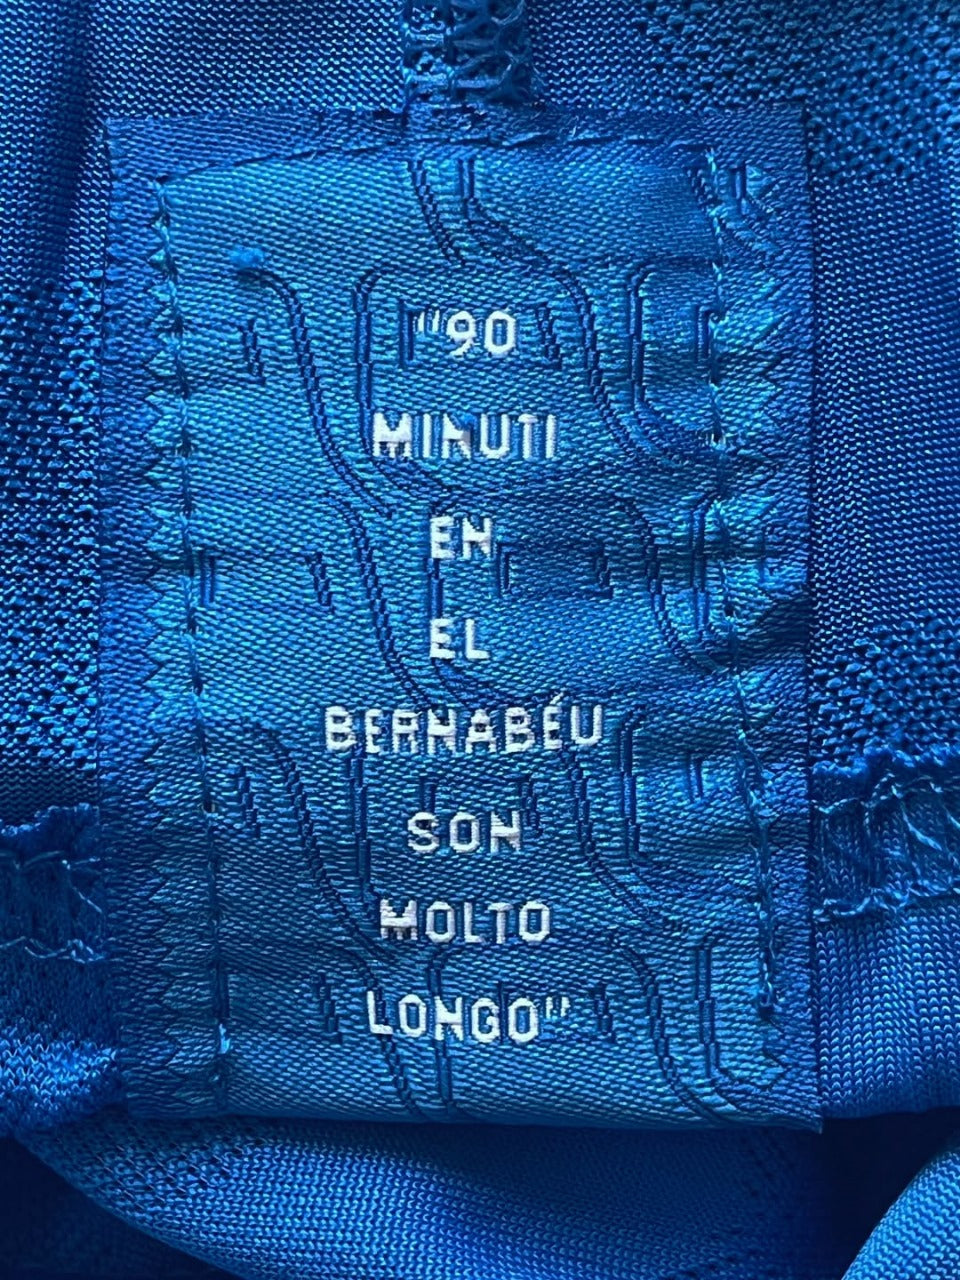 "90
MINUTI
EN
EL
BERNABÉU
SON
MOLTO
LONGO"